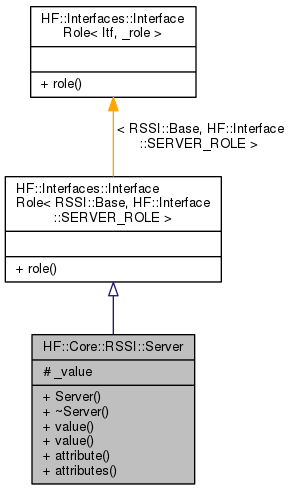 HF::Interfaces::Interface
Role< Itf, _role >
+ role()
< RSSI::Base, HF::Interface
::SERVER_ROLE >
HF::Interfaces::Interface
Role< RSSI::Base, HF::Interface
::SERVER_ROLE >
+ role()
HF::Core::RSSI::Server
# _value
+ Server()
+ ~Server()
+ value()
+ value()
+ attribute()
+ attributes()